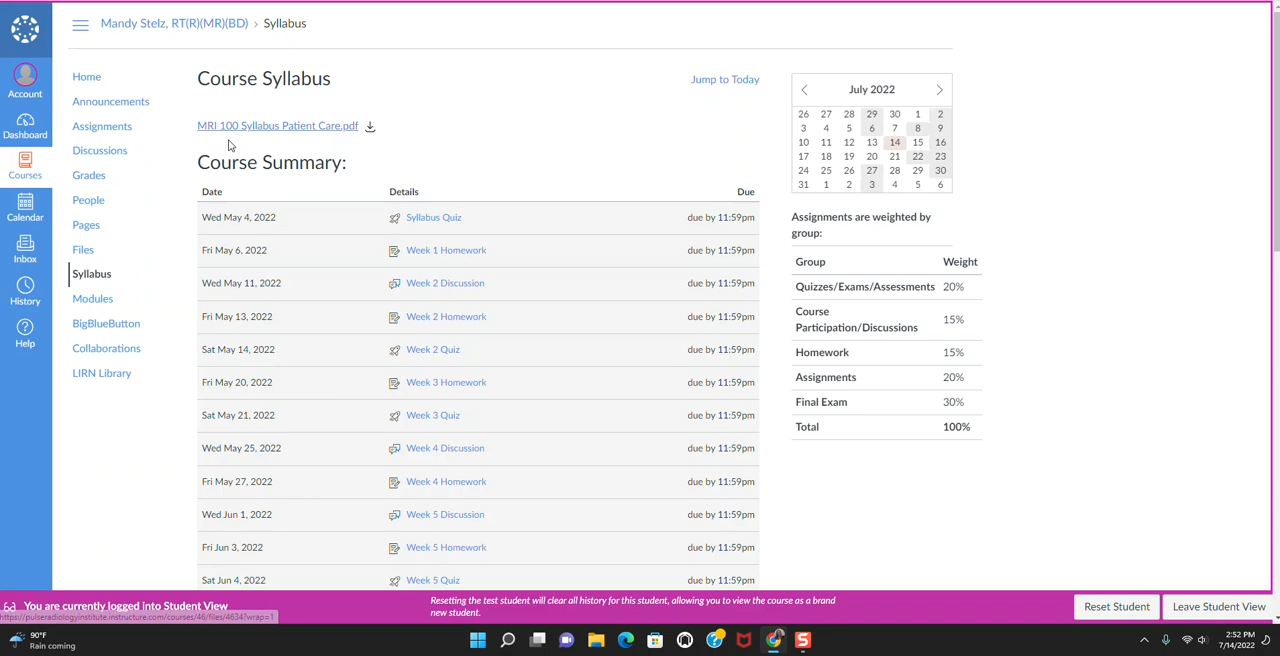 Mandy Stelz, RT(R)(MR)(BD) › Syllabus
Account
Dashboard
Courses
Calendar
Inbox
History
Help
Home
Announcements
Assignments
Discussions
Grades
People
Pages
Files
Syllabus
Modules
BigBlueButton
Collaborations
LIRN Library
Course Syllabus
Jump to Today
MRI 100 Syllabus Patient Care.pdf
Course Summary:
Date Details Due
Wed May 4, 2022 Syllabus Quiz due by 11:59pm
Fri May 6, 2022 Week 1 Homework due by 11:59pm
Wed May 11, 2022 Week 2 Discussion due by 11:59pm
Fri May 13, 2022 Week 2 Homework due by 11:59pm
Sat May 14, 2022 Week 2 Quiz due by 11:59pm
Fri May 20, 2022 Week 3 Homework due by 11:59pm
Sat May 21, 2022 Week 3 Quiz due by 11:59pm
Wed May 25, 2022 Week 4 Discussion due by 11:59pm
Fri May 27, 2022 Week 4 Homework due by 11:59pm
Wed Jun 1, 2022 Week 5 Discussion due by 11:59pm
Fri Jun 3, 2022 Week 5 Homework due by 11:59pm
Sat Jun 4, 2022 Week 5 Quiz due by 11:59pm
July 2022
26 27 28 29 30 1 2
3 4 5 6 7 8 9
10 11 12 13 14 15 16
17 18 19 20 21 22 23
24 25 26 27 28 29 30
31 1 2 3 4 5 6
Assignments are weighted by
group:
Group Weight
Quizzes/Exams/Assessments 20%
Course
Participation/Discussions 15%
Homework 15%
Assignments 20%
Final Exam 30%
Total 100%
You are currently logged into Student View
https://pulseradiologyinstitute.instructure.com/courses/46/files/4634?wrap=1
Resetting the test student will clear all history for this student, allowing you to view the course as a brand
new student.
Reset Student
Leave Student View
90°F
Rain coming
2:52 PM
7/14/2022